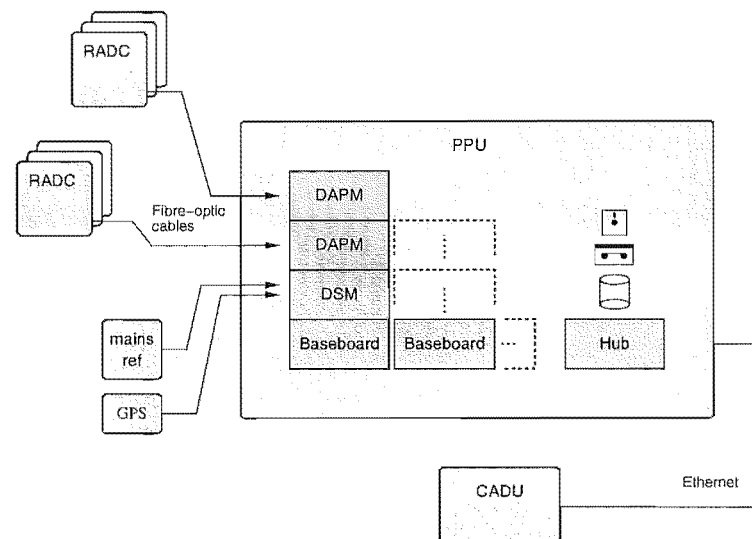 RADC
PPU
RADC
DAPM
Fibre-optic
cables
DAPM
DSM
mains
ref
Baseboard
Baseboard
Hub
GPS
CADU
Ethernet